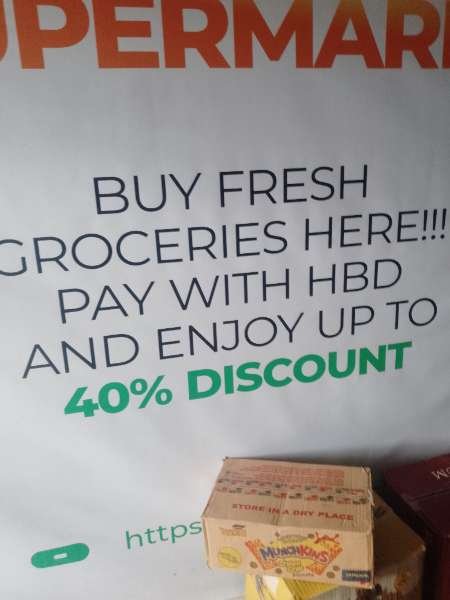 UPERMAR
BUY FRESH
GROCERIES HERE!!!
PAY WITH HBD
AND ENJOY UP TO
40% DISCOUNT
https
STORE IN A DRY PLACE
MUNCHKINS